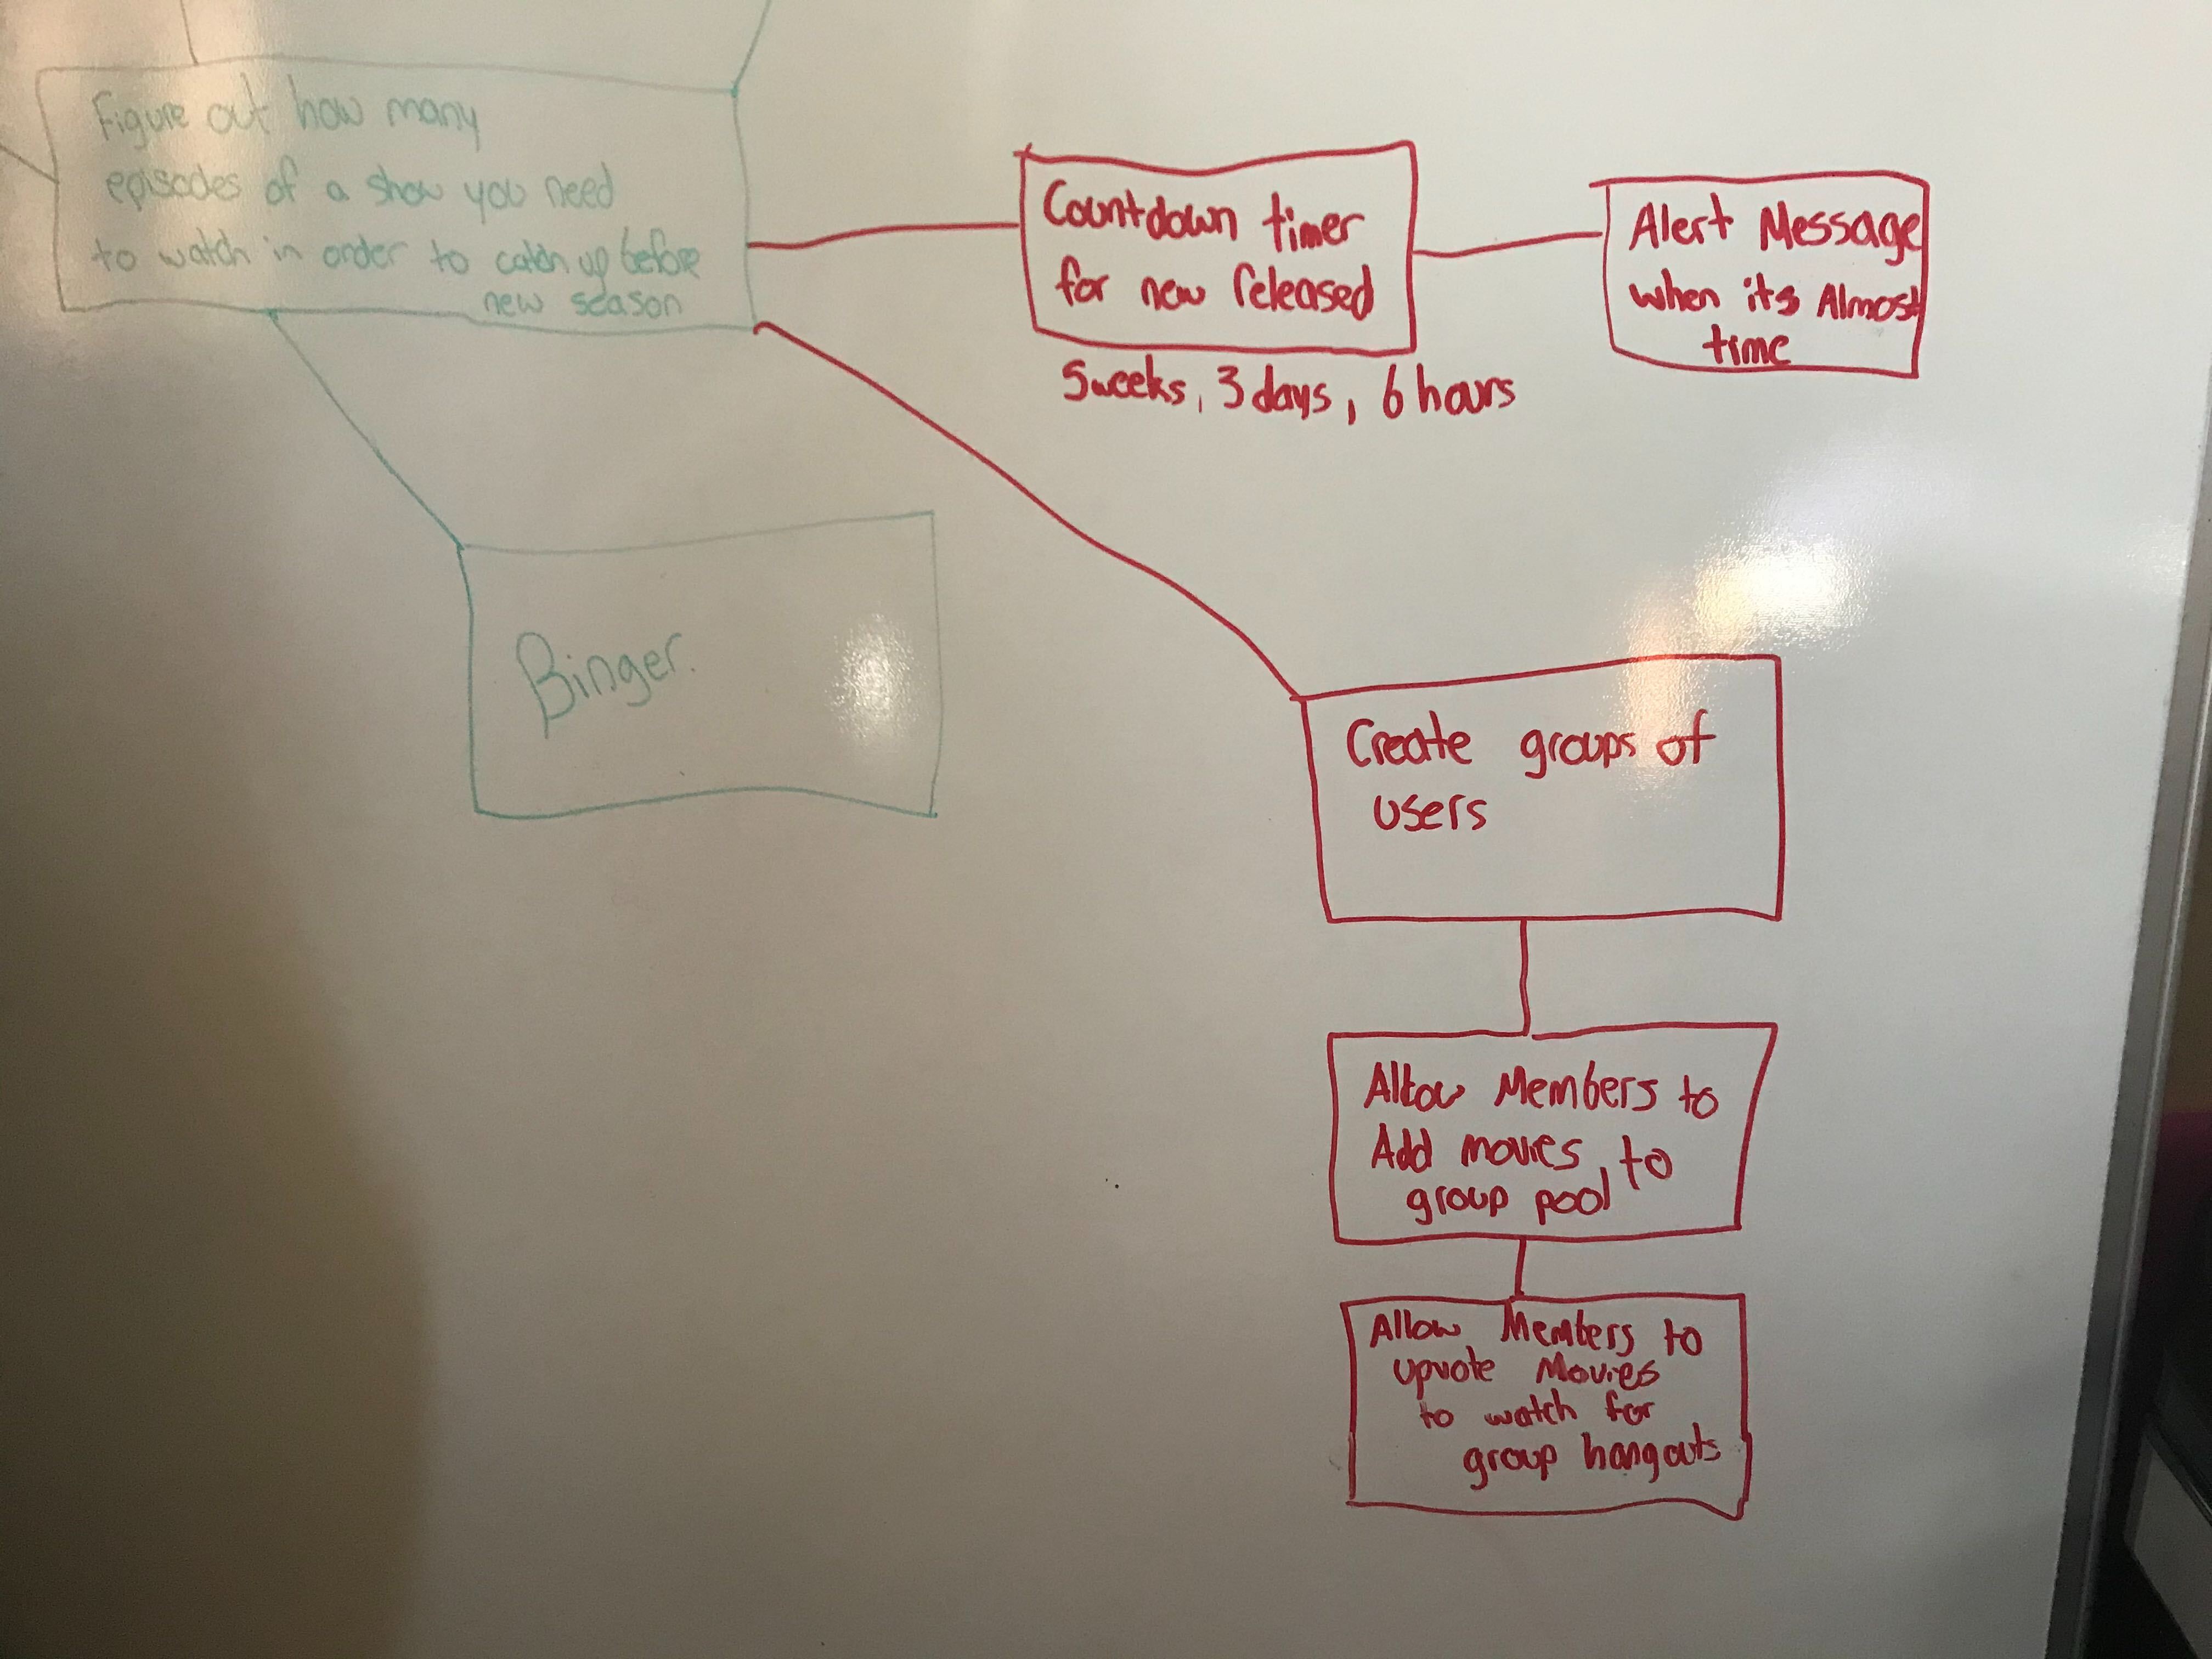 Figure out how many
episodes of a show you need
to watch in order to catch up before
new season
Countdown timer
for new released
5weeks, 3days, 6 hours
Alert Message
when its Almost
time
Binger.
Create groups of
users
Allow Members to
Add movies to
group pool
Allow Members to
upvote Movies
to watch for
group hangouts